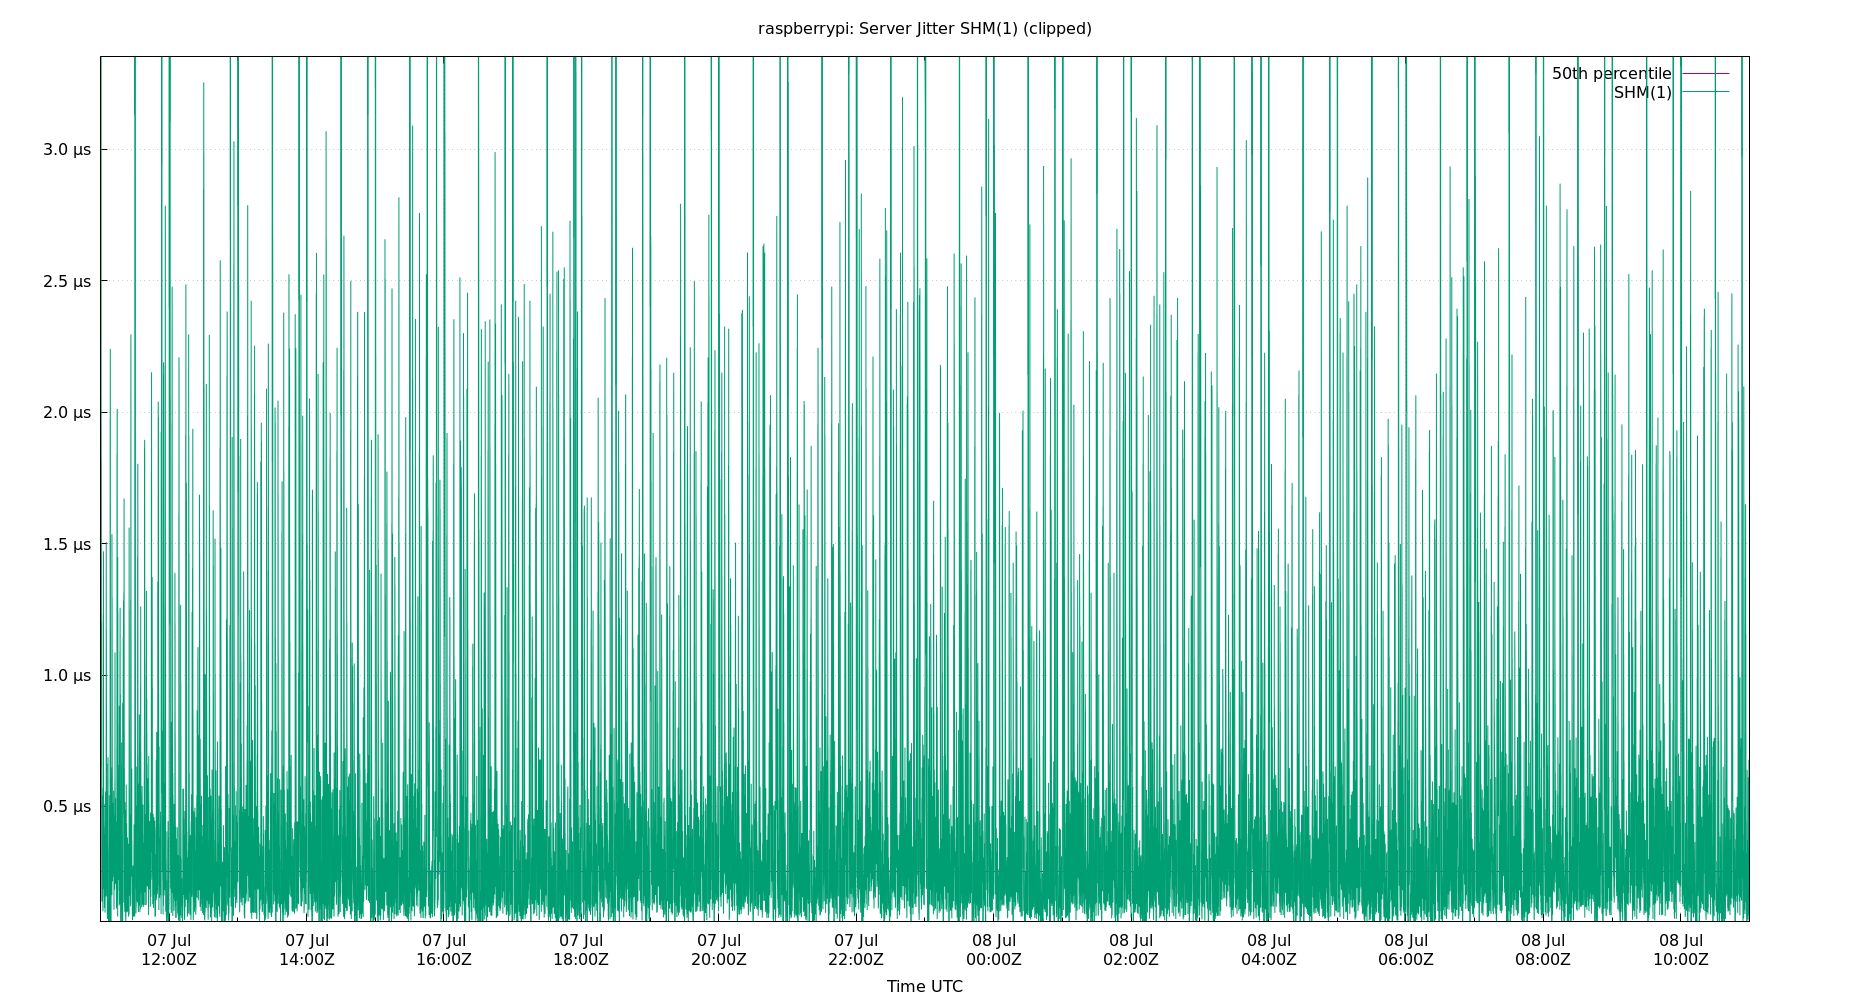 raspberrypi: Server Jitter SHM(1) (clipped)
50th percentile
SHM(1)
3.0 µs
2.5 µs
2.0 µs
1.5 µs
1.0 µs
0.5 µs
07 Jul 07 Jul 07 Jul 07 Jul 07 Jul 07 Jul 08 Jul 08 Jul 08 Jul 08 Jul 08 Jul 08 Jul
12:00Z 14:00Z 16:00Z 18:00Z 20:00Z 22:00Z 00:00Z 02:00Z 04:00Z 06:00Z 08:00Z 10:00Z
Time UTC